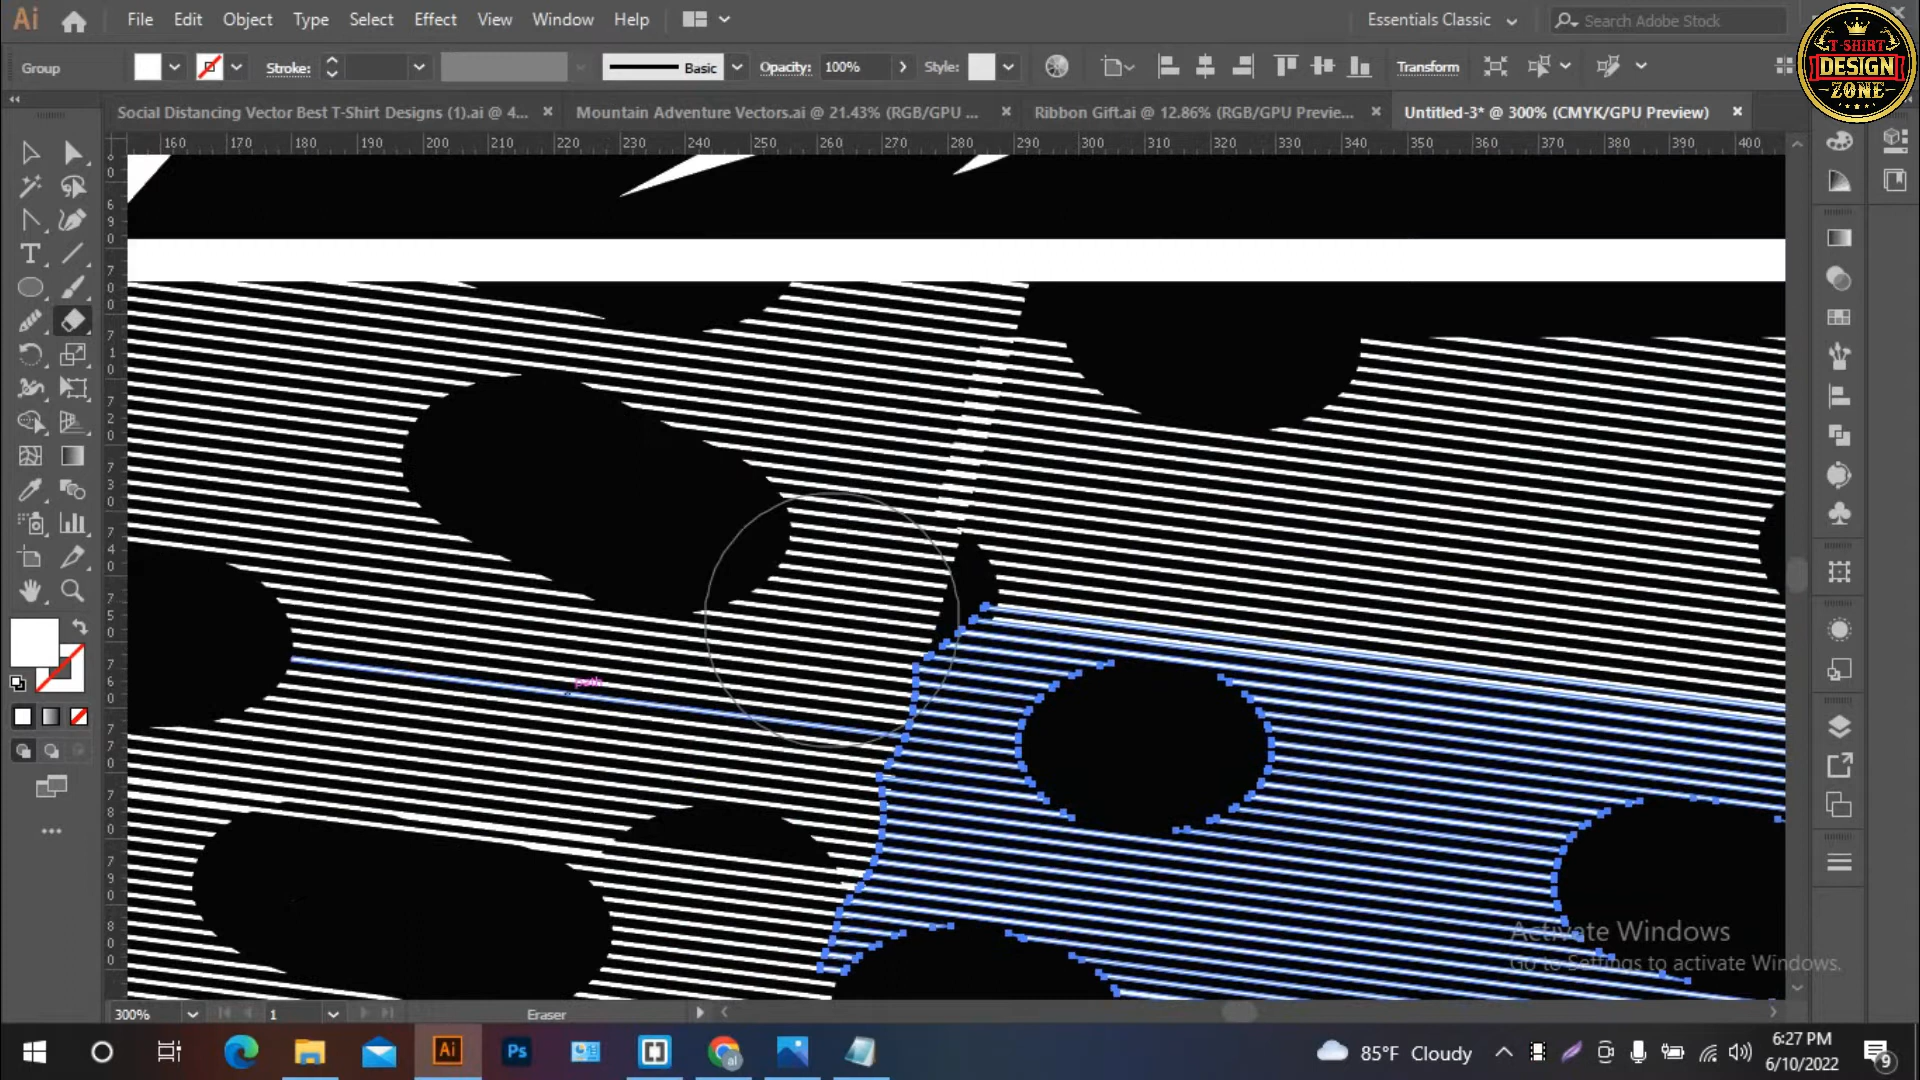 Ai File Edit Object Type Select Effect View Window Help Essentials Classic Search Adobe Stock
T-SHIRT
DESIGN
ZONE
Group Stroke: Basic Opacity: 100% Style: Transform
Social Distancing Vector Best T-Shirt Designs (1).ai @ 4... Mountain Adventure Vectors.ai @ 21.43% (RGB/GPU ... Ribbon Gift.ai @ 12.86% (RGB/GPU Previe... Untitled-3* @ 300% (CMYK/GPU Preview)
160 170 180 190 200 210 220 230 240 250 260 270 280 290 300 310 320 330 340 350 360 370 380 390 400
path
Activate Windows
Go to Settings to activate Windows.
300% 1 Eraser
Ai Ps 85°F Cloudy 6:27 PM
6/10/2022 9